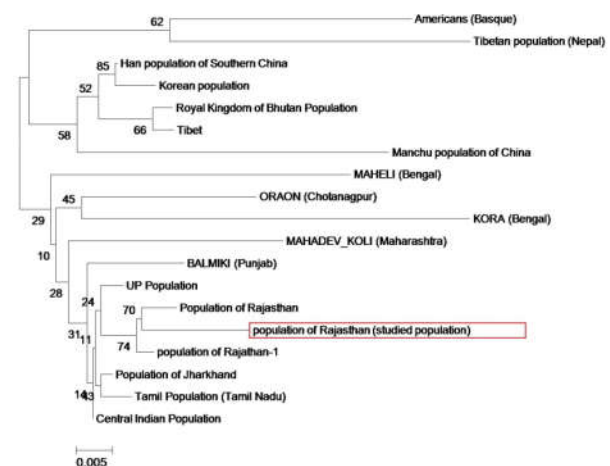 62
Americans (Basque)
Tibetan population (Nepal)
85
Han population of Southern China
52
Korean population
Royal Kingdom of Bhutan Population
66
Tibet
58
Manchu population of China
MAHELI (Bengal)
45
ORAON (Chotanagpur)
29
KORA (Bengal)
10
MAHADEV_KOLI (Maharashtra)
28
BALMIKI (Punjab)
24
UP Population
70
Population of Rajasthan
31
11
population of Rajasthan (studied population)
74
population of Rajathan-1
Population of Jharkhand
14
Tamil Population (Tamil Nadu)
Central Indian Population
0.005